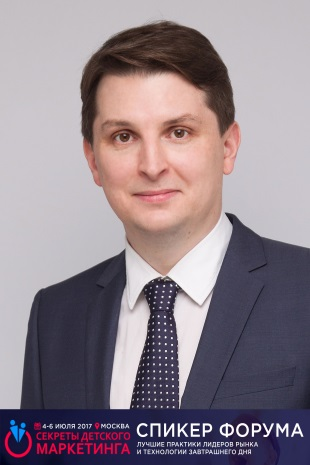 4-6 ИЮЛЯ 2017 МОСКВА
СЕКРЕТЫ ДЕТСКОГО
МАРКЕТИНГА
СПИКЕР ФОРУМА
ЛУЧШИЕ ПРАКТИКИ ЛИДЕРОВ РЫНКА
И ТЕХНОЛОГИИ ЗАВТРАШНЕГО ДНЯ